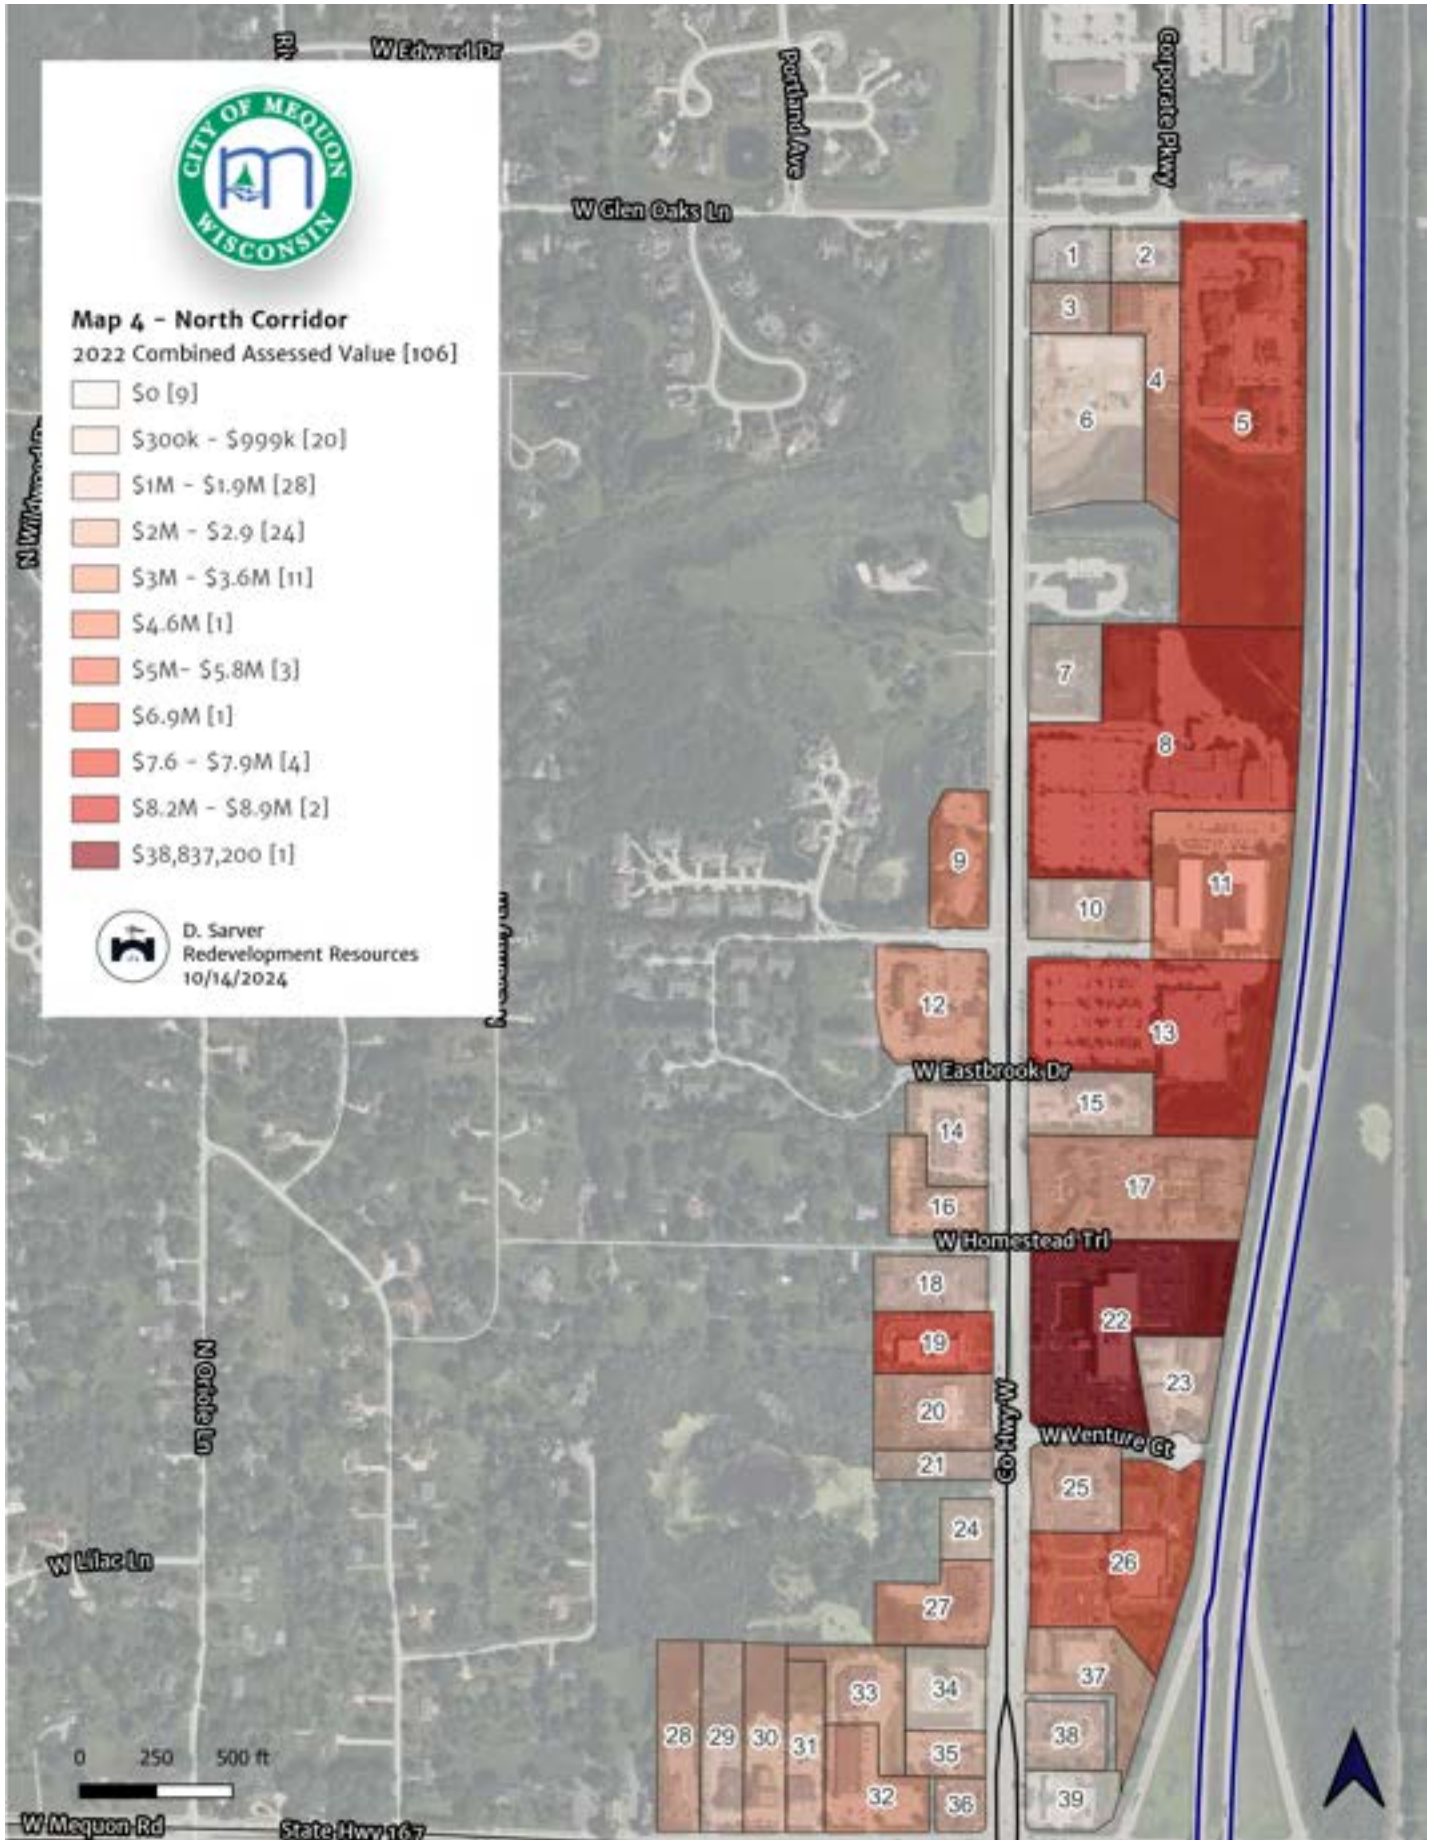 W Edward Dr
Portland Ave
Corporate Pkwy
CITY OF MEQUON
WISCONSIN
W Glen Oaks Ln
Map 4 - North Corridor
2022 Combined Assessed Value [106]
$0 [9]
$300k - $999k [20]
$1M - $1.9M [28]
$2M - $2.9 [24]
$3M - $3.6M [11]
$4.6M [1]
$5M- $5.8M [3]
$6.9M [1]
$7.6 - $7.9M [4]
$8.2M - $8.9M [2]
$38,837,200 [1]
D. Sarver
Redevelopment Resources
10/14/2024
1
2
3
4
5
6
7
8
9
10
11
12
13
W Eastbrook Dr
14
15
16
17
W Homestead Trl
18
19
20
21
22
23
N Oriole Ln
Co Hwy W
W Venture Ct
24
25
26
27
W Lilac Ln
28
29
30
31
32
33
34
35
36
37
38
39
0 250 500 ft
W Mequon Rd
State Hwy 167